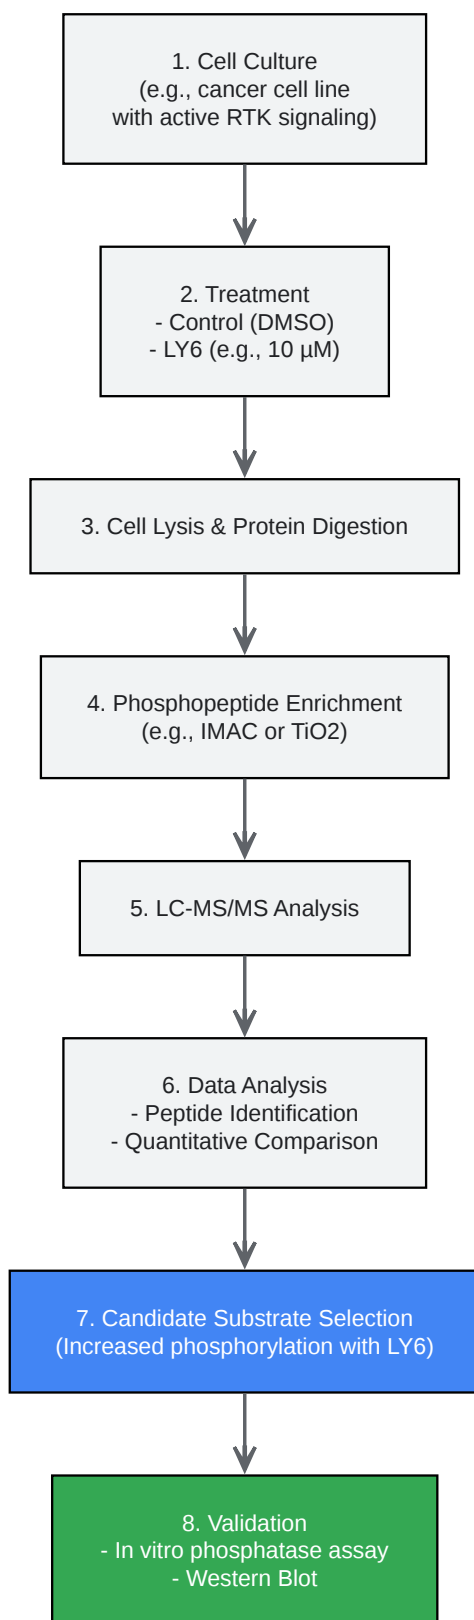 1. Cell Culture
(e.g., cancer cell line
with active RTK signaling)
2. Treatment
- Control (DMSO)
- LY6 (e.g., 10 µM)
3. Cell Lysis & Protein Digestion
4. Phosphopeptide Enrichment
(e.g., IMAC or TiO2)
5. LC-MS/MS Analysis
6. Data Analysis
- Peptide Identification
- Quantitative Comparison
7. Candidate Substrate Selection
(Increased phosphorylation with LY6)
8. Validation
- In vitro phosphatase assay
- Western Blot